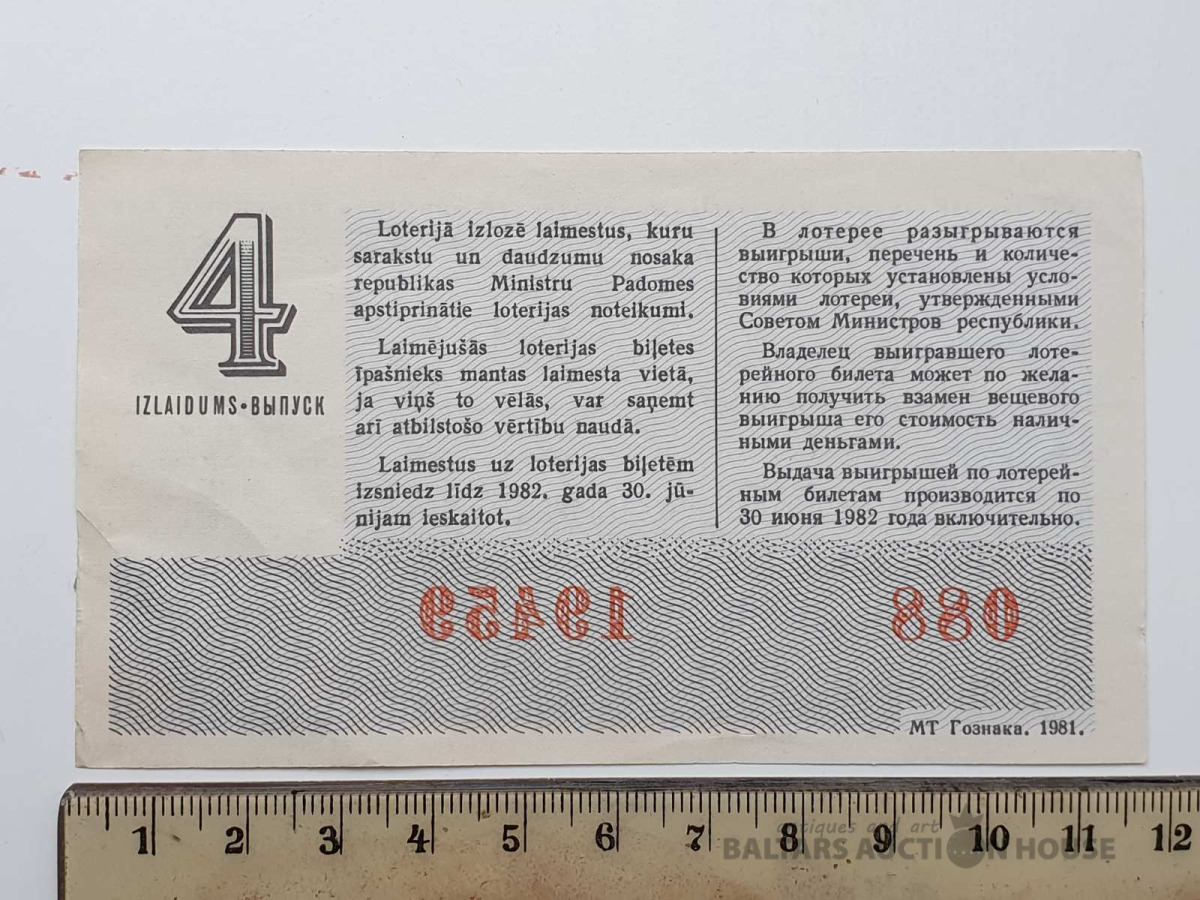 4
IZLAIDUMS•ВЫПУСК
Loterijā izlozē laimestus, kuru
sarakstu un daudzumu nosaka
republikas Ministru Padomes
apstiprinātie loterijas noteikumi.
Laimējušās loterijas biļetes
īpašnieks mantas laimesta vietā,
ja viņš to vēlās, var saņemt
arī atbilstošo vērtību naudā.
Laimestus uz loterijas biļetēm
izsniedz līdz 1982. gada 30. jū-
nijam ieskaitot.
В лотерее разыгрываются
выигрыши, перечень и количе-
ство которых установлены усло-
виями лотереи, утвержденными
Советом Министров республики.
Владелец выигравшего лоте-
рейного билета может по жела-
нию получить взамен вещевого
выигрыша его стоимость налич-
ными деньгами.
Выдача выигрышей по лотерей-
ным билетам производится по
30 июня 1982 года включительно.
088 19459
МТ Гознака. 1981.
1 2 3 4 5 6 7 8 9 10 11 12
antiques and art
BALTARS AUCTION HOUSE